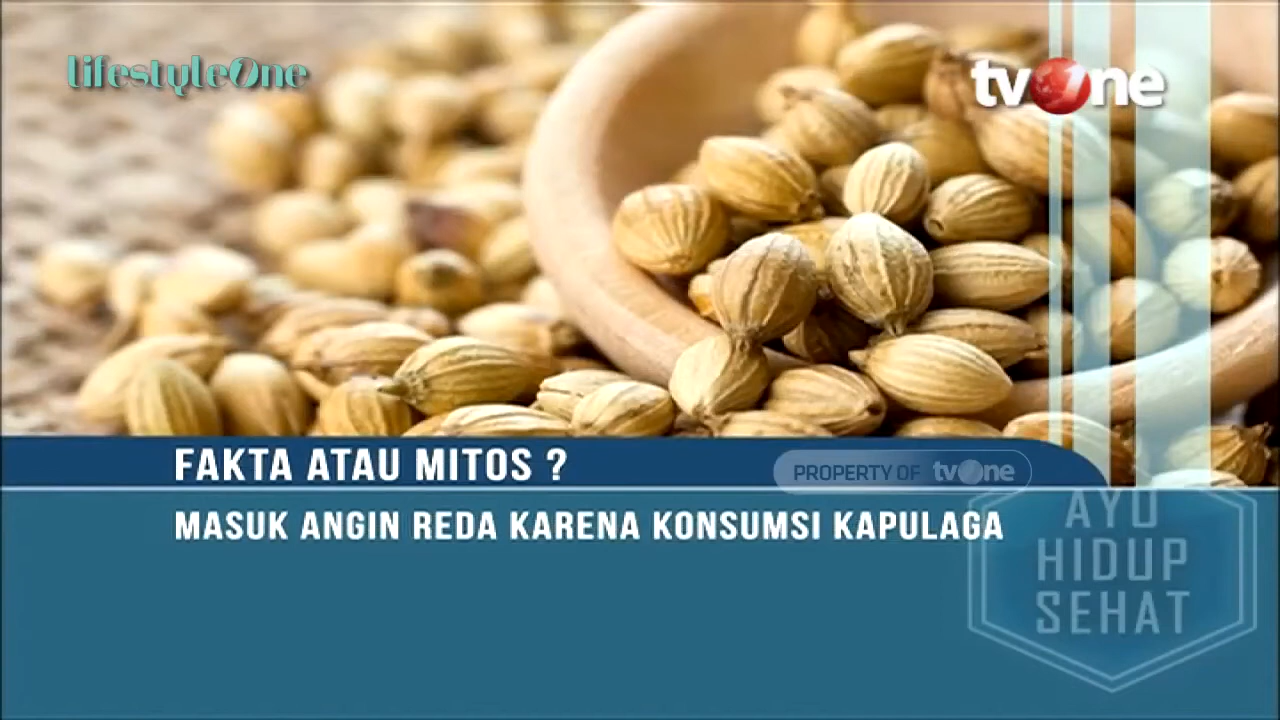 lifestyleOne
tvOne
FAKTA ATAU MITOS ?
PROPERTY OF tvOne
MASUK ANGIN REDA KARENA KONSUMSI KAPULAGA
AYO
HIDUP
SEHAT